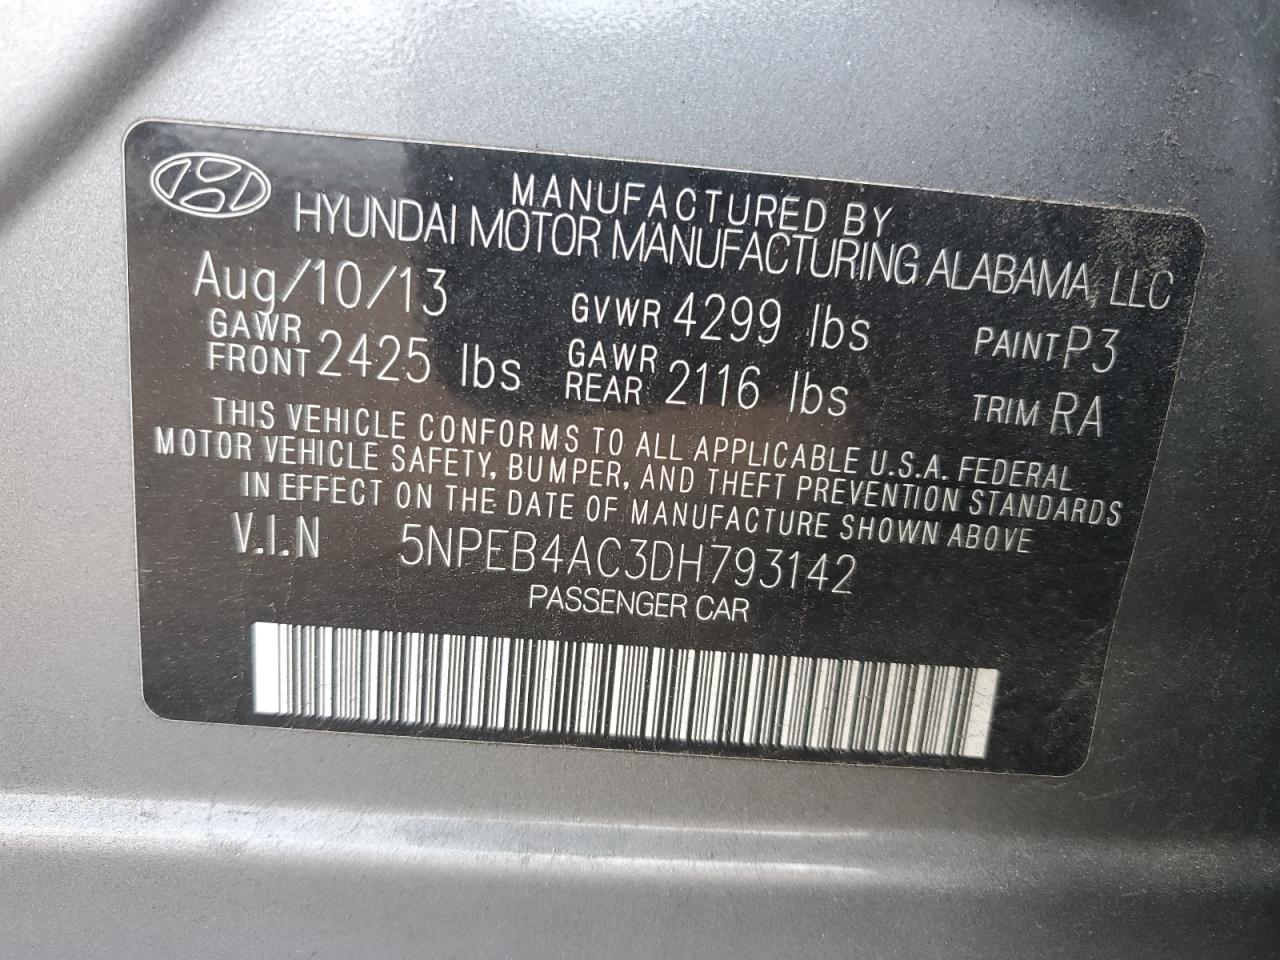 MANUFACTURED BY
HYUNDAI MOTOR MANUFACTURING ALABAMA, LLC
Aug/10/13 GVWR 4299 lbs PAINT P3
GAWR FRONT 2425 lbs GAWR REAR 2116 lbs TRIM RA
THIS VEHICLE CONFORMS TO ALL APPLICABLE U.S.A. FEDERAL
MOTOR VEHICLE SAFETY, BUMPER, AND THEFT PREVENTION STANDARDS
IN EFFECT ON THE DATE OF MANUFACTURE SHOWN ABOVE
V.I.N 5NPEB4AC3DH793142
PASSENGER CAR